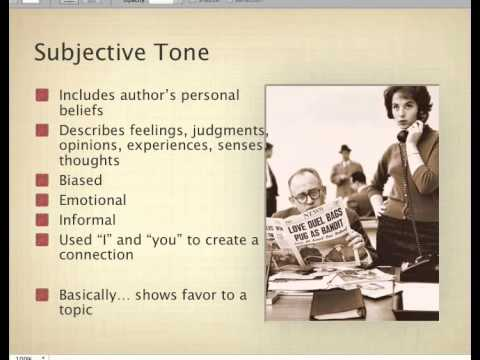 Subjective Tone
Includes author's personal
beliefs
Describes feelings, judgments,
opinions, experiences, senses,
thoughts
Biased
Emotional
Informal
Used “I” and “you” to create a
connection
Basically... shows favor to a
topic
NEWS
LOVE DUEL BAGS
PUG AS BANDIT
100%